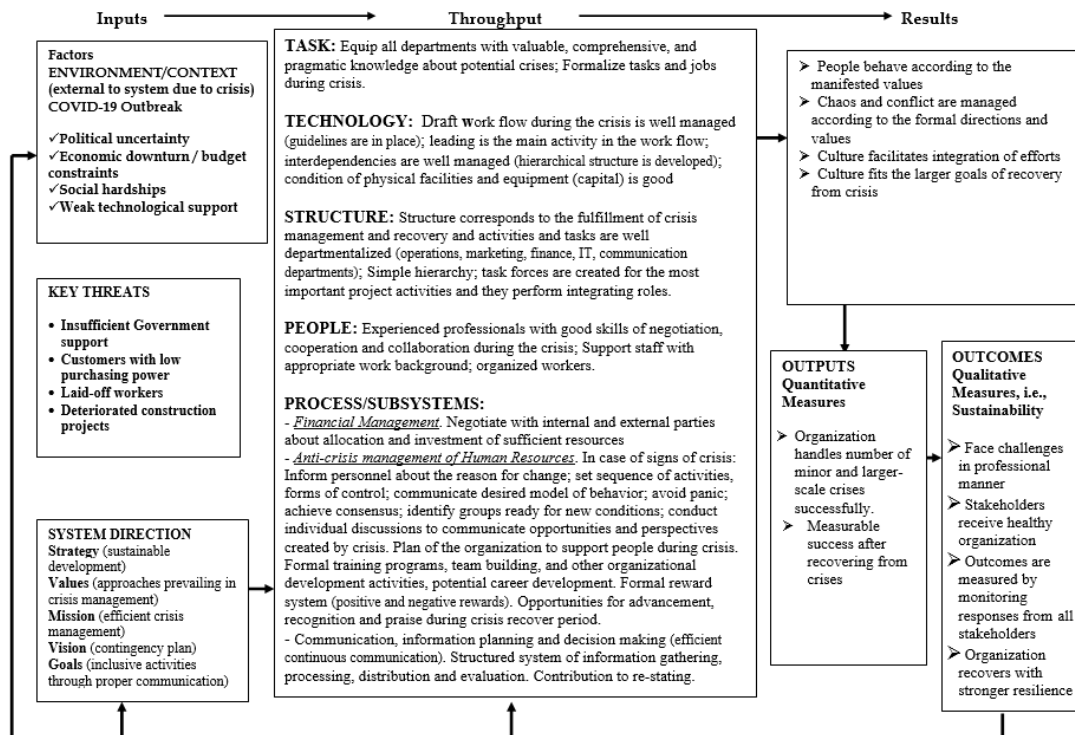 Inputs
Throughput
Results
Factors
ENVIRONMENT/CONTEXT
(external to system due to crisis)
COVID-19 Outbreak
✓Political uncertainty
✓Economic downturn / budget
constraints
✓Social hardships
✓Weak technological support
KEY THREATS
• Insufficient Government
support
• Customers with low
purchasing power
• Laid-off workers
• Deteriorated construction
projects
SYSTEM DIRECTION
Strategy (sustainable
development)
Values (approaches prevailing in
crisis management)
Mission (efficient crisis
management)
Vision (contingency plan)
Goals (inclusive activities
through proper communication)
TASK: Equip all departments with valuable, comprehensive, and
pragmatic knowledge about potential crises; Formalize tasks and jobs
during crisis.
TECHNOLOGY: Draft work flow during the crisis is well managed
(guidelines are in place); leading is the main activity in the work flow;
interdependencies are well managed (hierarchical structure is developed);
condition of physical facilities and equipment (capital) is good
STRUCTURE: Structure corresponds to the fulfillment of crisis
management and recovery and activities and tasks are well
departmentalized (operations, marketing, finance, IT, communication
departments); Simple hierarchy; task forces are created for the most
important project activities and they perform integrating roles.
PEOPLE: Experienced professionals with good skills of negotiation,
cooperation and collaboration during the crisis; Support staff with
appropriate work background; organized workers.
PROCESS/SUBSYSTEMS:
- Financial Management. Negotiate with internal and external parties
about allocation and investment of sufficient resources
- Anti-crisis management of Human Resources. In case of signs of crisis:
Inform personnel about the reason for change; set sequence of activities,
forms of control; communicate desired model of behavior; avoid panic;
achieve consensus; identify groups ready for new conditions; conduct
individual discussions to communicate opportunities and perspectives
created by crisis. Plan of the organization to support people during crisis.
Formal training programs, team building, and other organizational
development activities, potential career development. Formal reward
system (positive and negative rewards). Opportunities for advancement,
recognition and praise during crisis recover period.
- Communication, information planning and decision making (efficient
continuous communication). Structured system of information gathering,
processing, distribution and evaluation. Contribution to re-stating.
➢ People behave according to the
manifested values
➢ Chaos and conflict are managed
according to the formal directions and
values
➢ Culture facilitates integration of efforts
➢ Culture fits the larger goals of recovery
from crisis
OUTPUTS
Quantitative
Measures
➢ Organization
handles number of
minor and larger-
scale crises
successfully.
➢ Measurable
success after
recovering from
crises
OUTCOMES
Qualitative
Measures, i.e.,
Sustainability
➢ Face challenges
in professional
manner
➢ Stakeholders
receive healthy
organization
➢ Outcomes are
measured by
monitoring
responses from all
stakeholders
➢ Organization
recovers with
stronger resilience